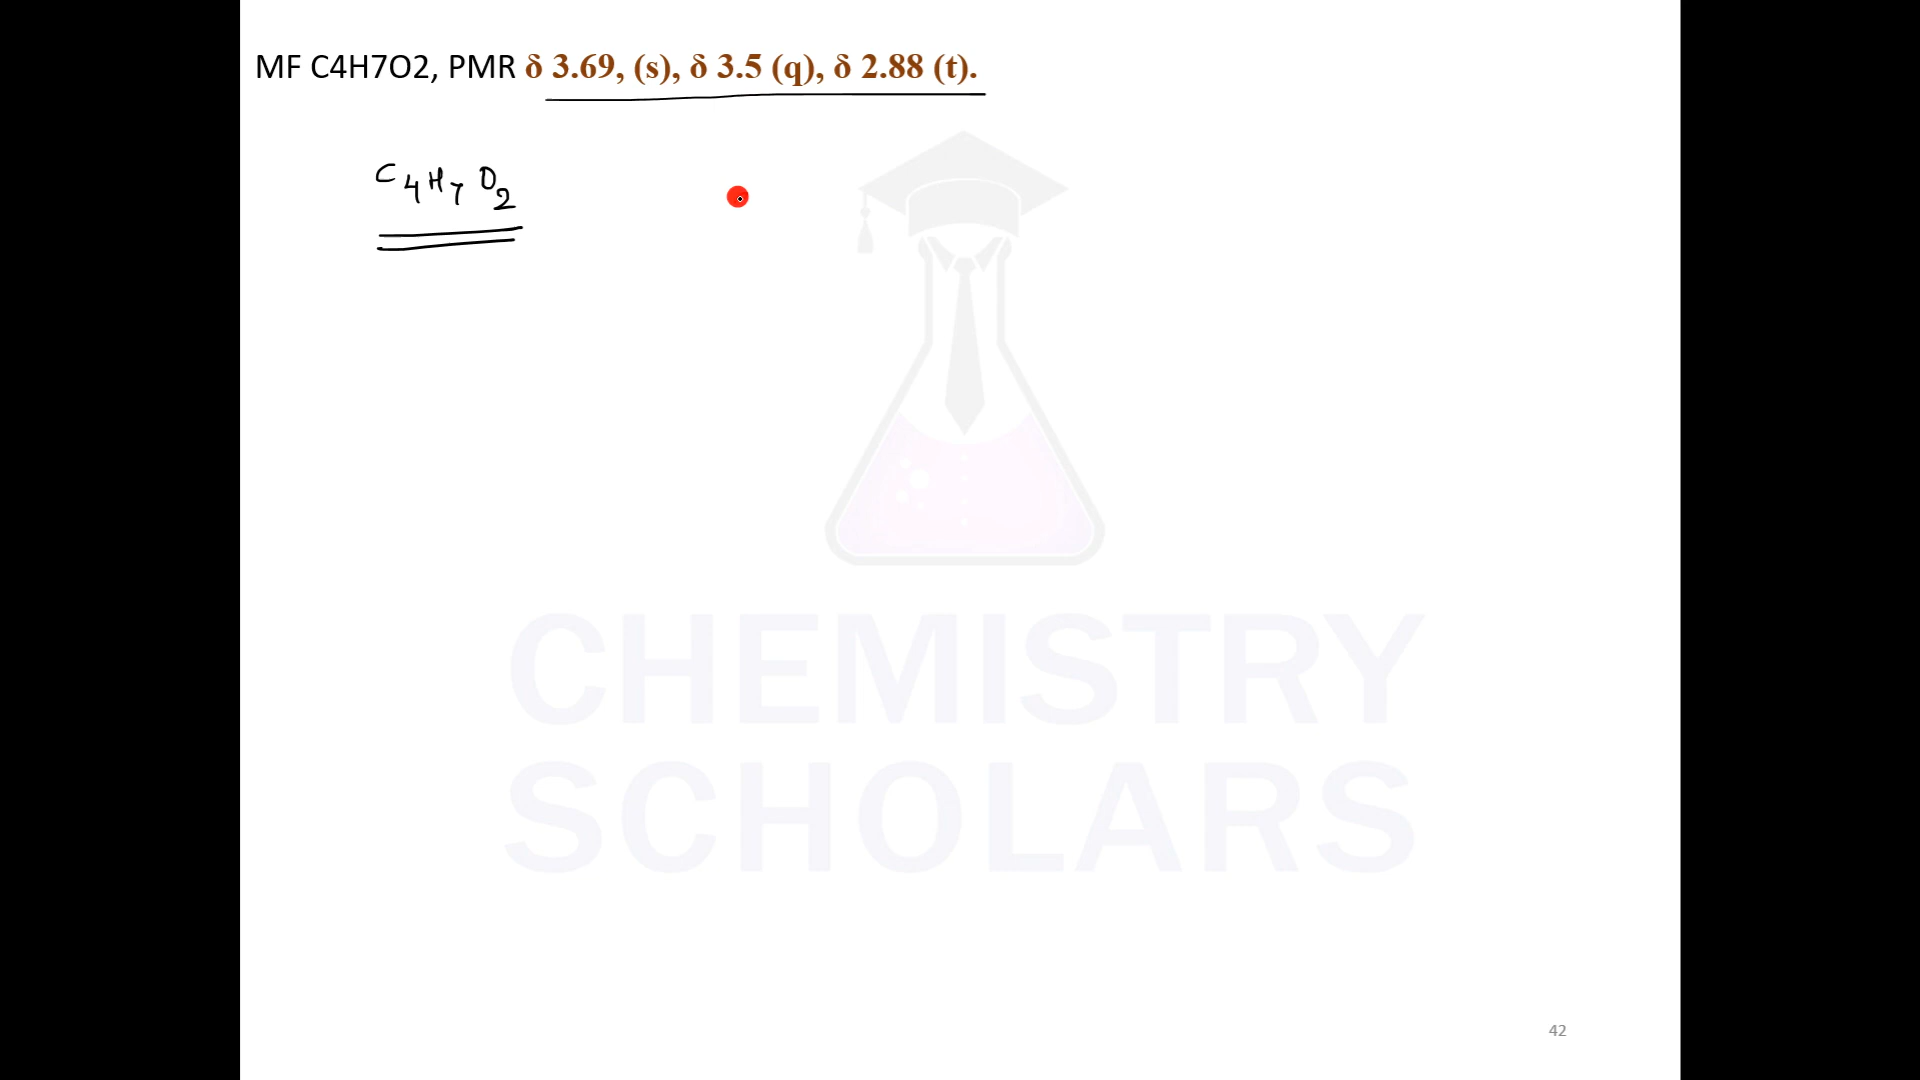 MF C4H7O2, PMR δ 3.69, (s), δ 3.5 (q), δ 2.88 (t).
C4H7O2
CHEMISTRY
SCHOLARS
42